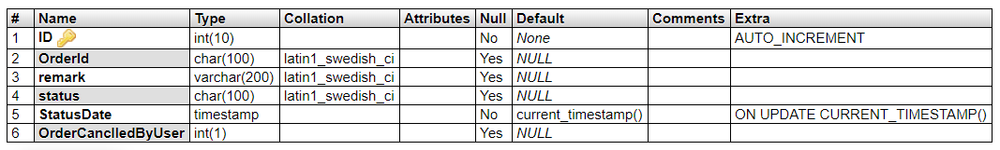 # Name Type Collation Attributes Null Default Comments Extra
1 ID int(10) No None AUTO_INCREMENT
2 OrderId char(100) latin1_swedish_ci Yes NULL
3 remark varchar(200) latin1_swedish_ci Yes NULL
4 status char(100) latin1_swedish_ci Yes NULL
5 StatusDate timestamp No current_timestamp() ON UPDATE CURRENT_TIMESTAMP()
6 OrderCanclledByUser int(1) Yes NULL